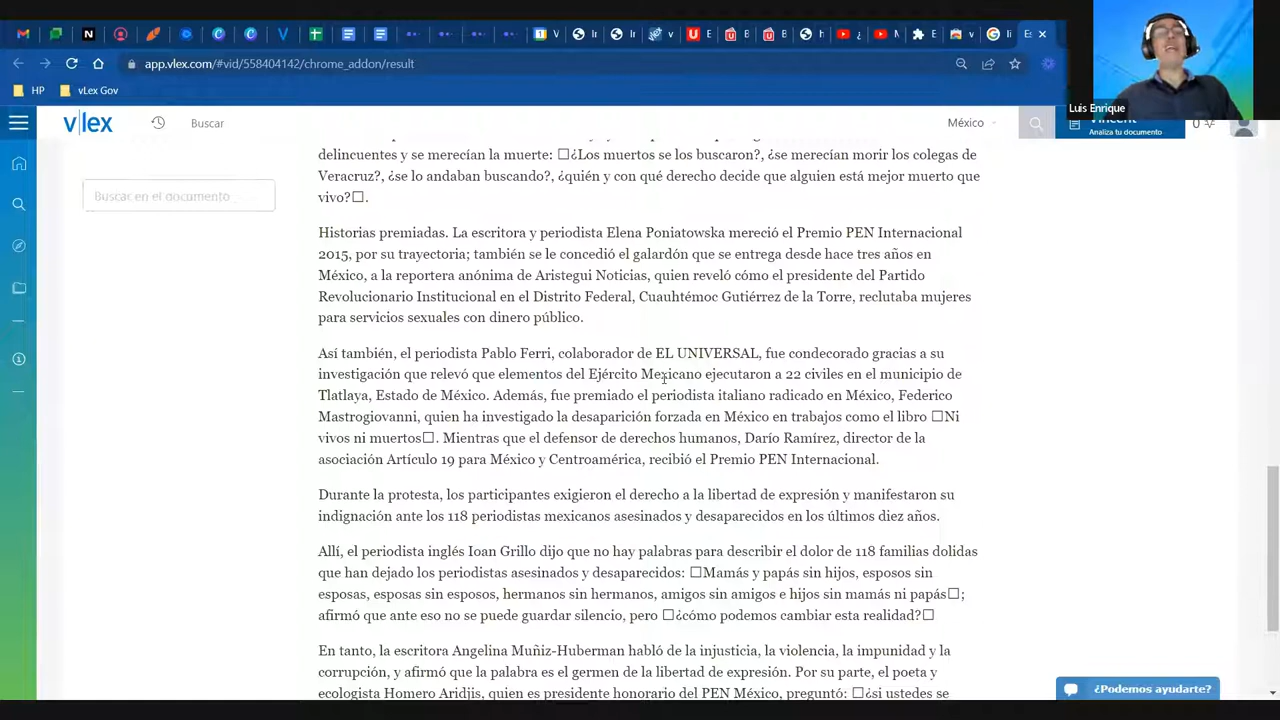 app.vlex.com/#vid/558404142/chrome_addon/result
HP
vLex Gov
Luis Enrique
v|lex
Buscar
México
Vincent
Analiza tu documento
0
Buscar en el documento
delincuentes y se merecían la muerte: □¿Los muertos se los buscaron?, ¿se merecían morir los colegas de
Veracruz?, ¿se lo andaban buscando?, ¿quién y con qué derecho decide que alguien está mejor muerto que
vivo?□.
Historias premiadas. La escritora y periodista Elena Poniatowska mereció el Premio PEN Internacional
2015, por su trayectoria; también se le concedió el galardón que se entrega desde hace tres años en
México, a la reportera anónima de Aristegui Noticias, quien reveló cómo el presidente del Partido
Revolucionario Institucional en el Distrito Federal, Cuauhtémoc Gutiérrez de la Torre, reclutaba mujeres
para servicios sexuales con dinero público.
Así también, el periodista Pablo Ferri, colaborador de EL UNIVERSAL, fue condecorado gracias a su
investigación que relevó que elementos del Ejército Mexicano ejecutaron a 22 civiles en el municipio de
Tlatlaya, Estado de México. Además, fue premiado el periodista italiano radicado en México, Federico
Mastrogiovanni, quien ha investigado la desaparición forzada en México en trabajos como el libro □Ni
vivos ni muertos□. Mientras que el defensor de derechos humanos, Darío Ramírez, director de la
asociación Artículo 19 para México y Centroamérica, recibió el Premio PEN Internacional.
Durante la protesta, los participantes exigieron el derecho a la libertad de expresión y manifestaron su
indignación ante los 118 periodistas mexicanos asesinados y desaparecidos en los últimos diez años.
Allí, el periodista inglés Ioan Grillo dijo que no hay palabras para describir el dolor de 118 familias dolidas
que han dejado los periodistas asesinados y desaparecidos: □Mamás y papás sin hijos, esposos sin
esposas, esposas sin esposos, hermanas sin hermanos, amigos sin amigos e hijos sin mamás ni papás□;
afirmó que ante eso no se puede guardar silencio, pero □¿cómo podemos cambiar esta realidad?□
En tanto, la escritora Angelina Muñiz-Huberman habló de la injusticia, la violencia, la impunidad y la
corrupción, y afirmó que la palabra es el germen de la libertad de expresión. Por su parte, el poeta y
ecologista Homero Aridjis, quien es presidente honorario del PEN México, preguntó: □¿si ustedes se
¿Podemos ayudarte?